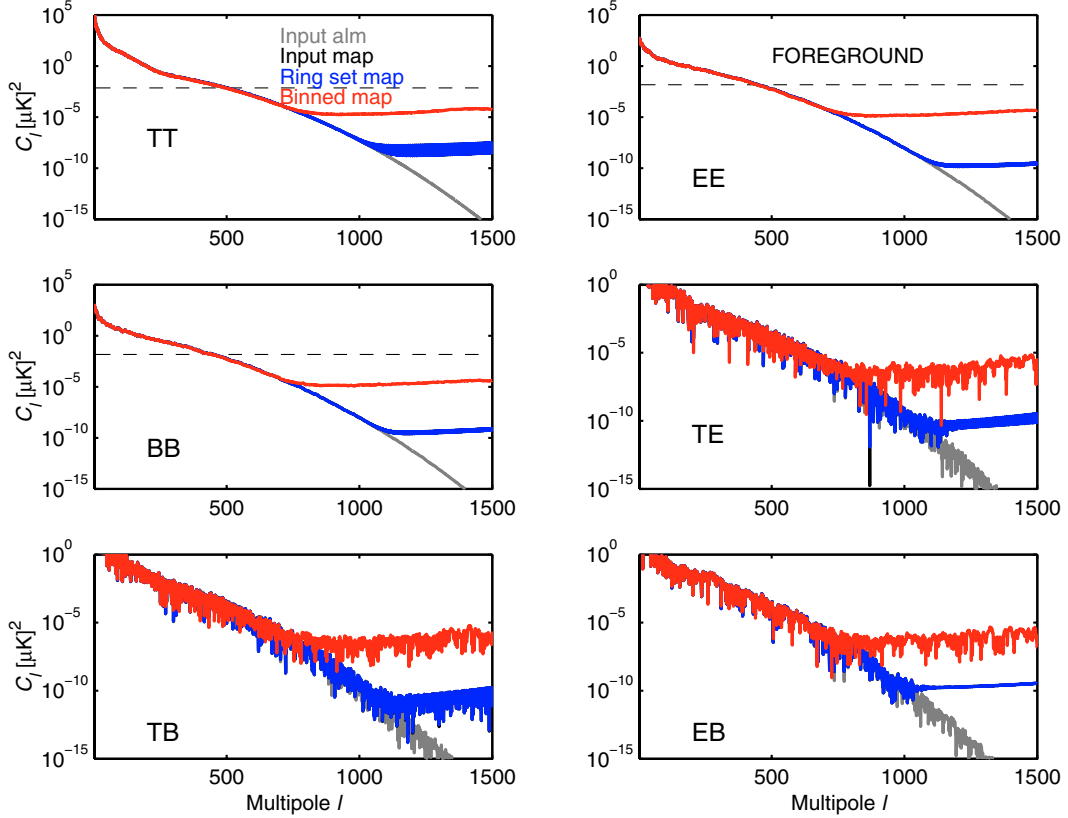 10^5
10^0
10^-5
10^-10
10^-15
C_l [μK]^2
Input alm
Input map
Ring set map
Binned map
TT
500
1000
1500
10^5
10^0
10^-5
10^-10
10^-15
FOREGROUND
EE
500
1000
1500
10^5
10^0
10^-5
10^-10
10^-15
C_l [μK]^2
BB
500
1000
1500
10^0
10^-5
10^-10
10^-15
TE
500
1000
1500
10^0
10^-5
10^-10
10^-15
C_l [μK]^2
TB
500
1000
1500
Multipole l
10^0
10^-5
10^-10
10^-15
EB
500
1000
1500
Multipole l